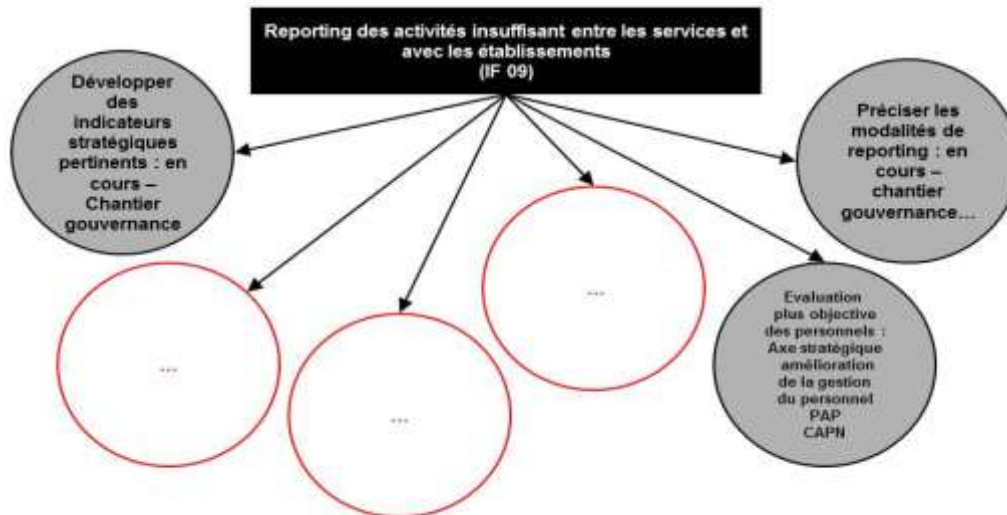 Reporting des activités insuffisant entre les services et
avec les établissements
(IF 09)
Développer
des
indicateurs
stratégiques
pertinents : en
cours –
Chantier
gouvernance
Préciser les
modalités de
reporting : en
cours –
chantier
gouvernance…
...
...
...
Evaluation
plus objective
des personnels :
Axe stratégique
amélioration
de la gestion
du personnel
PAP
CAPN